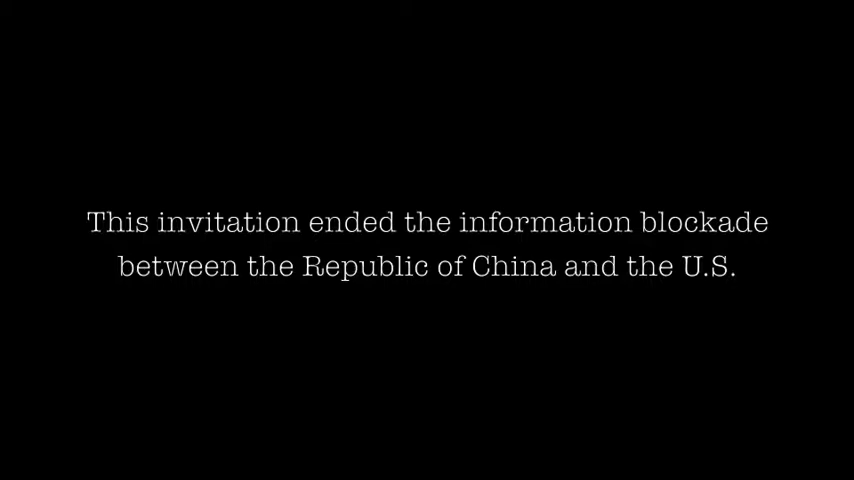 This invitation ended the information blockade
between the Republic of China and the U.S.